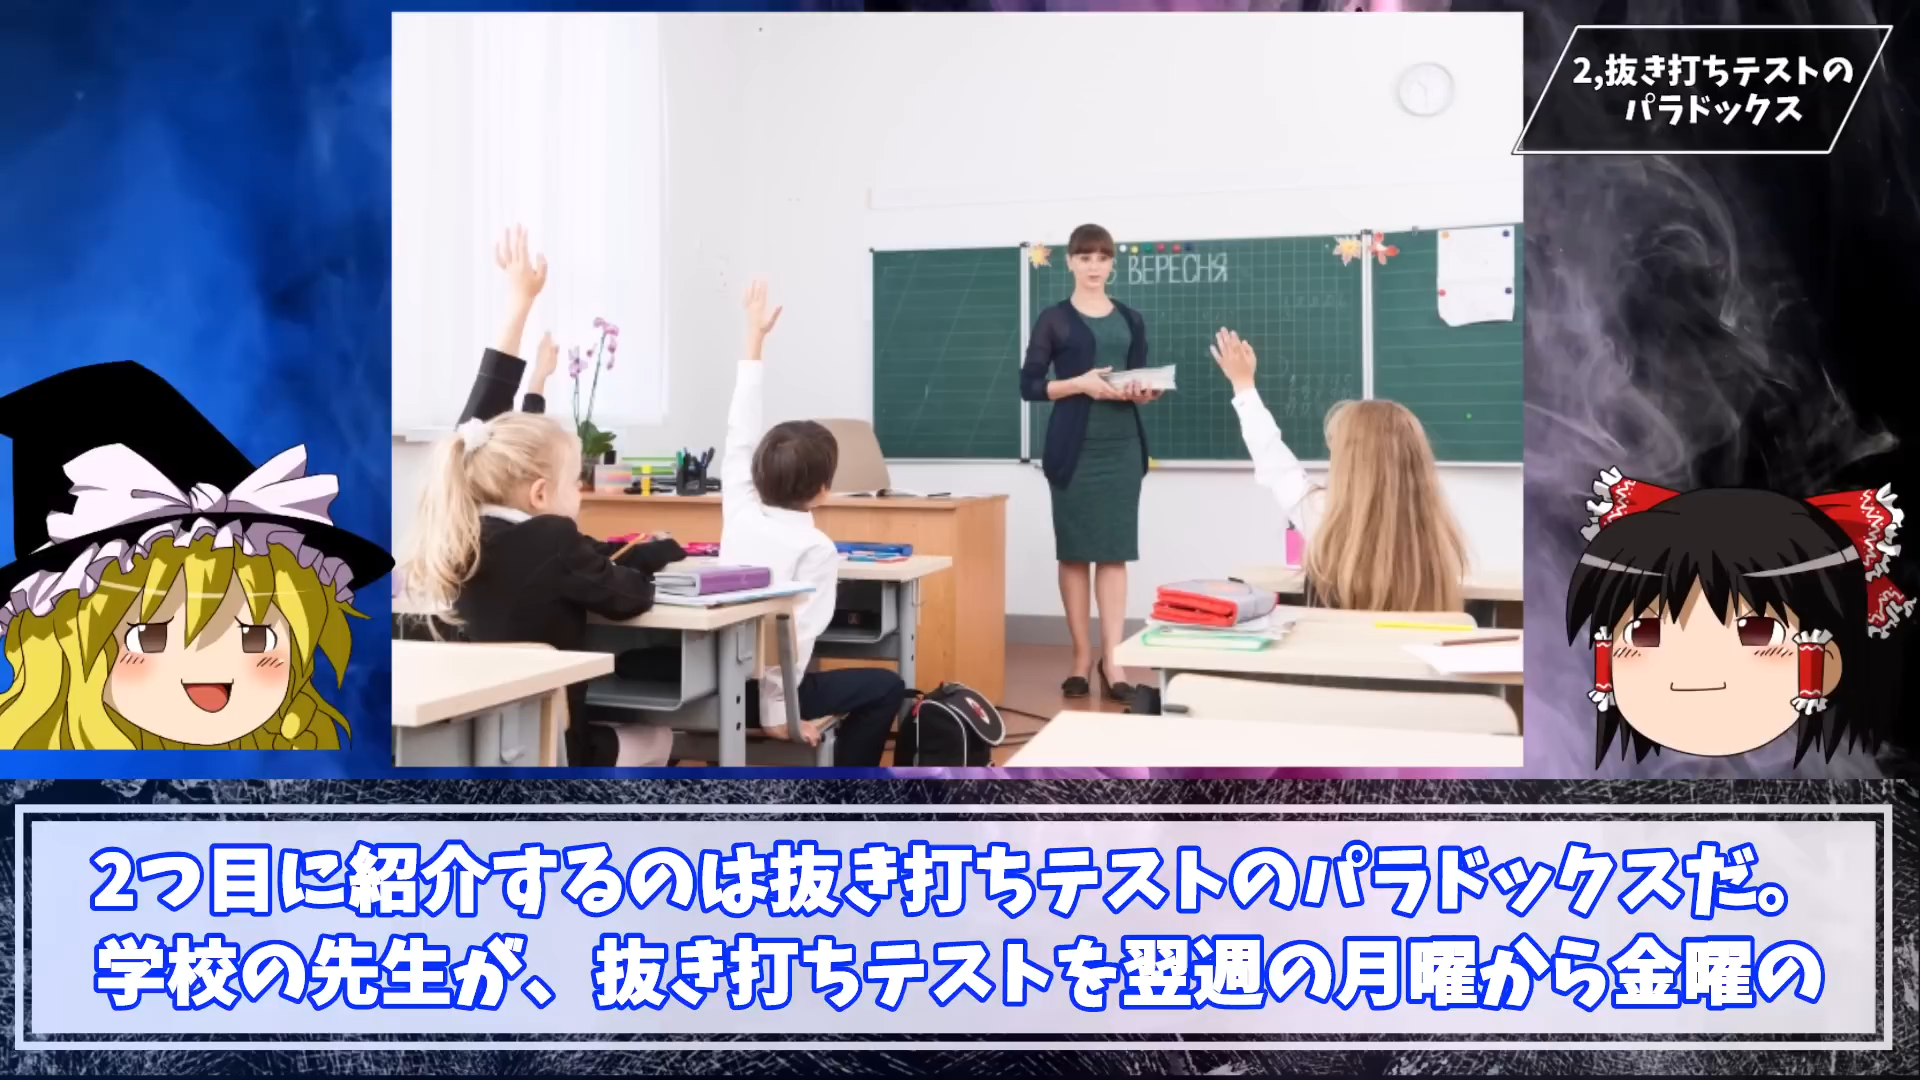 2,抜き打ちテストの
パラドックス
ВЕРЕСНЯ
2つ目に紹介するのは抜き打ちテストのパラドックスだ。
学校の先生が、抜き打ちテストを翌週の月曜から金曜の